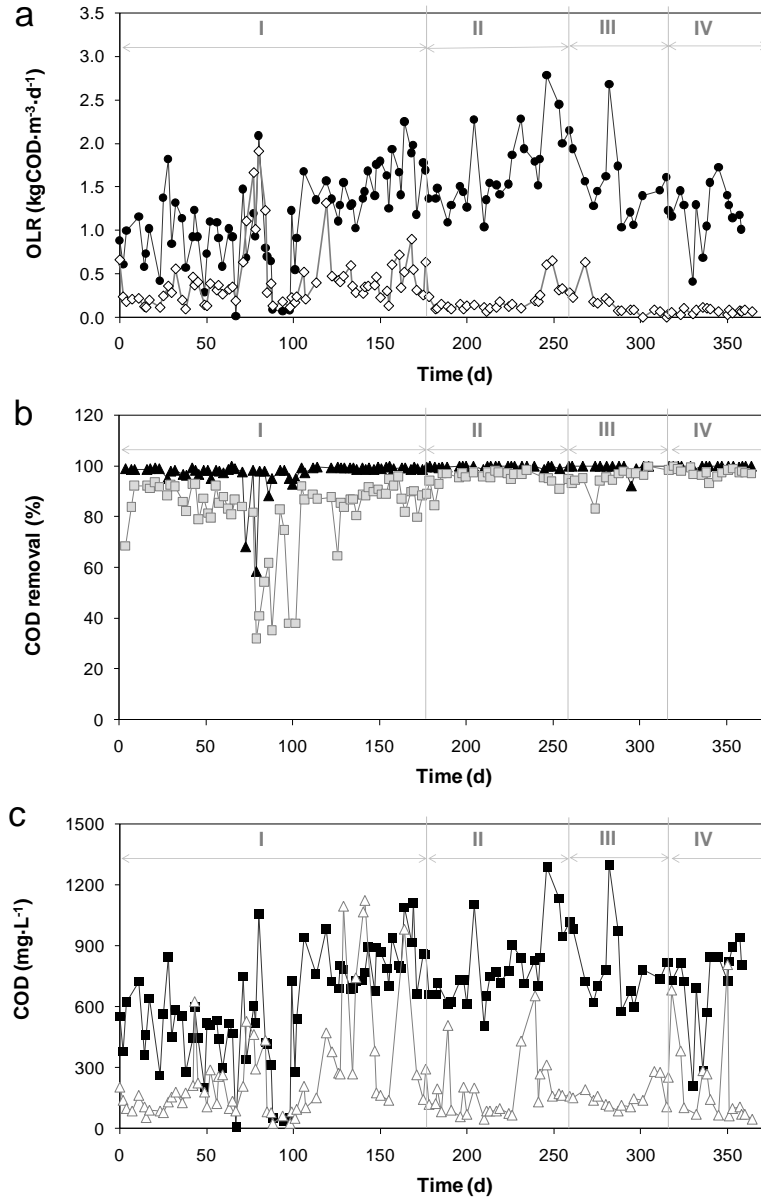 a
I II III IV
3.5
3.0
2.5
2.0
1.5
1.0
0.5
0.0
OLR (kgCOD·m⁻³·d⁻¹)
0 50 100 150 200 250 300 350
Time (d)
b
I II III IV
120
100
80
60
40
20
0
COD removal (%)
0 50 100 150 200 250 300 350
Time (d)
c
I II III IV
1500
1200
900
600
300
0
COD (mg·L⁻¹)
0 50 100 150 200 250 300 350
Time (d)